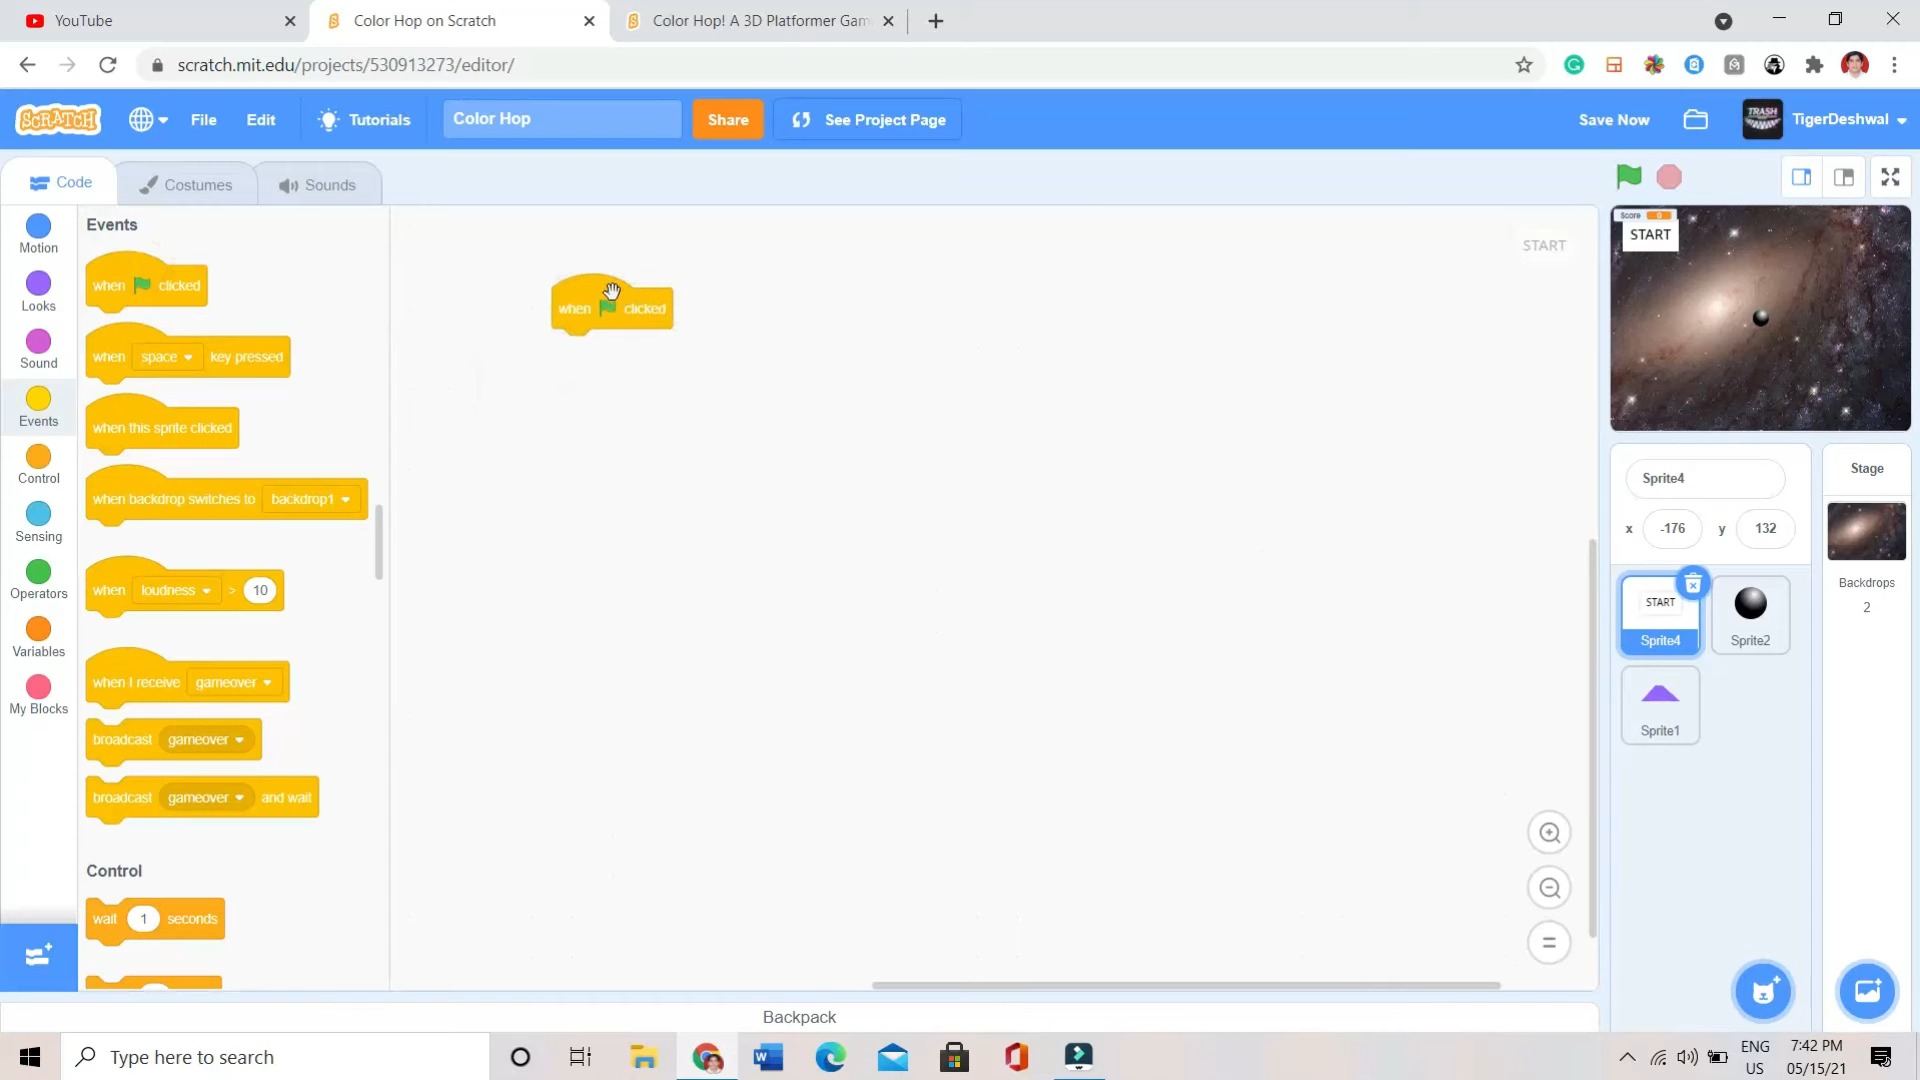 YouTube
Color Hop on Scratch
Color Hop! A 3D Platformer Gam
scratch.mit.edu/projects/530913273/editor/
SCRATCH
File
Edit
Tutorials
Color Hop
Share
See Project Page
Save Now
TRASH
TigerDeshwal
Code
Costumes
Sounds
Motion
Looks
Sound
Events
Control
Sensing
Operators
Variables
My Blocks
Events
when clicked
when space key pressed
when this sprite clicked
when backdrop switches to backdrop1
when loudness > 10
when I receive gameover
broadcast gameover
broadcast gameover and wait
Control
wait 1 seconds
when clicked
START
Score 0
START
Sprite4
x -176 y 132
START
Sprite4
Sprite2
Sprite1
Stage
Backdrops
2
Backpack
Type here to search
ENG
US
7:42 PM
05/15/21